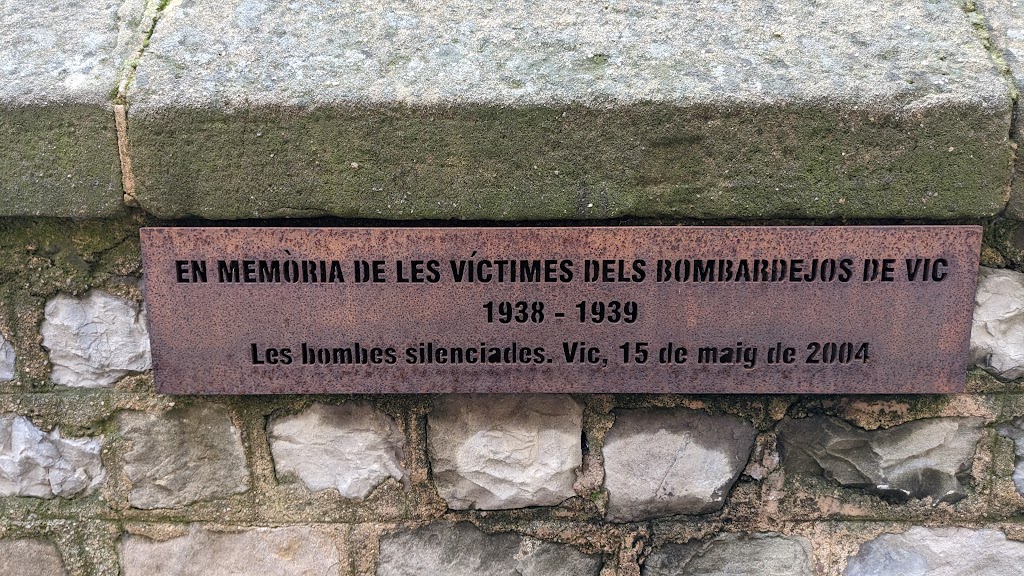 EN MEMÒRIA DE LES VÍCTIMES DELS BOMBARDEJOS DE VIC
1938 - 1939
Les bombes silenciades. Vic, 15 de maig de 2004